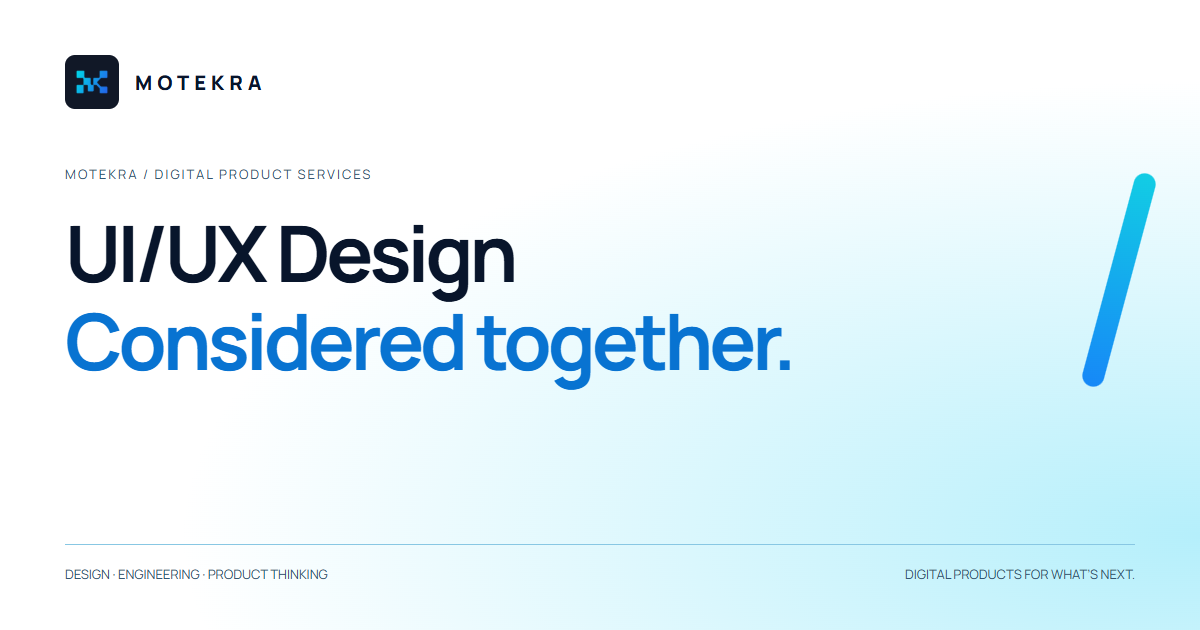 MOTEKRA
MOTEKRA / DIGITAL PRODUCT SERVICES
UI/UX Design
Considered together.
DESIGN · ENGINEERING · PRODUCT THINKING
DIGITAL PRODUCTS FOR WHAT'S NEXT.